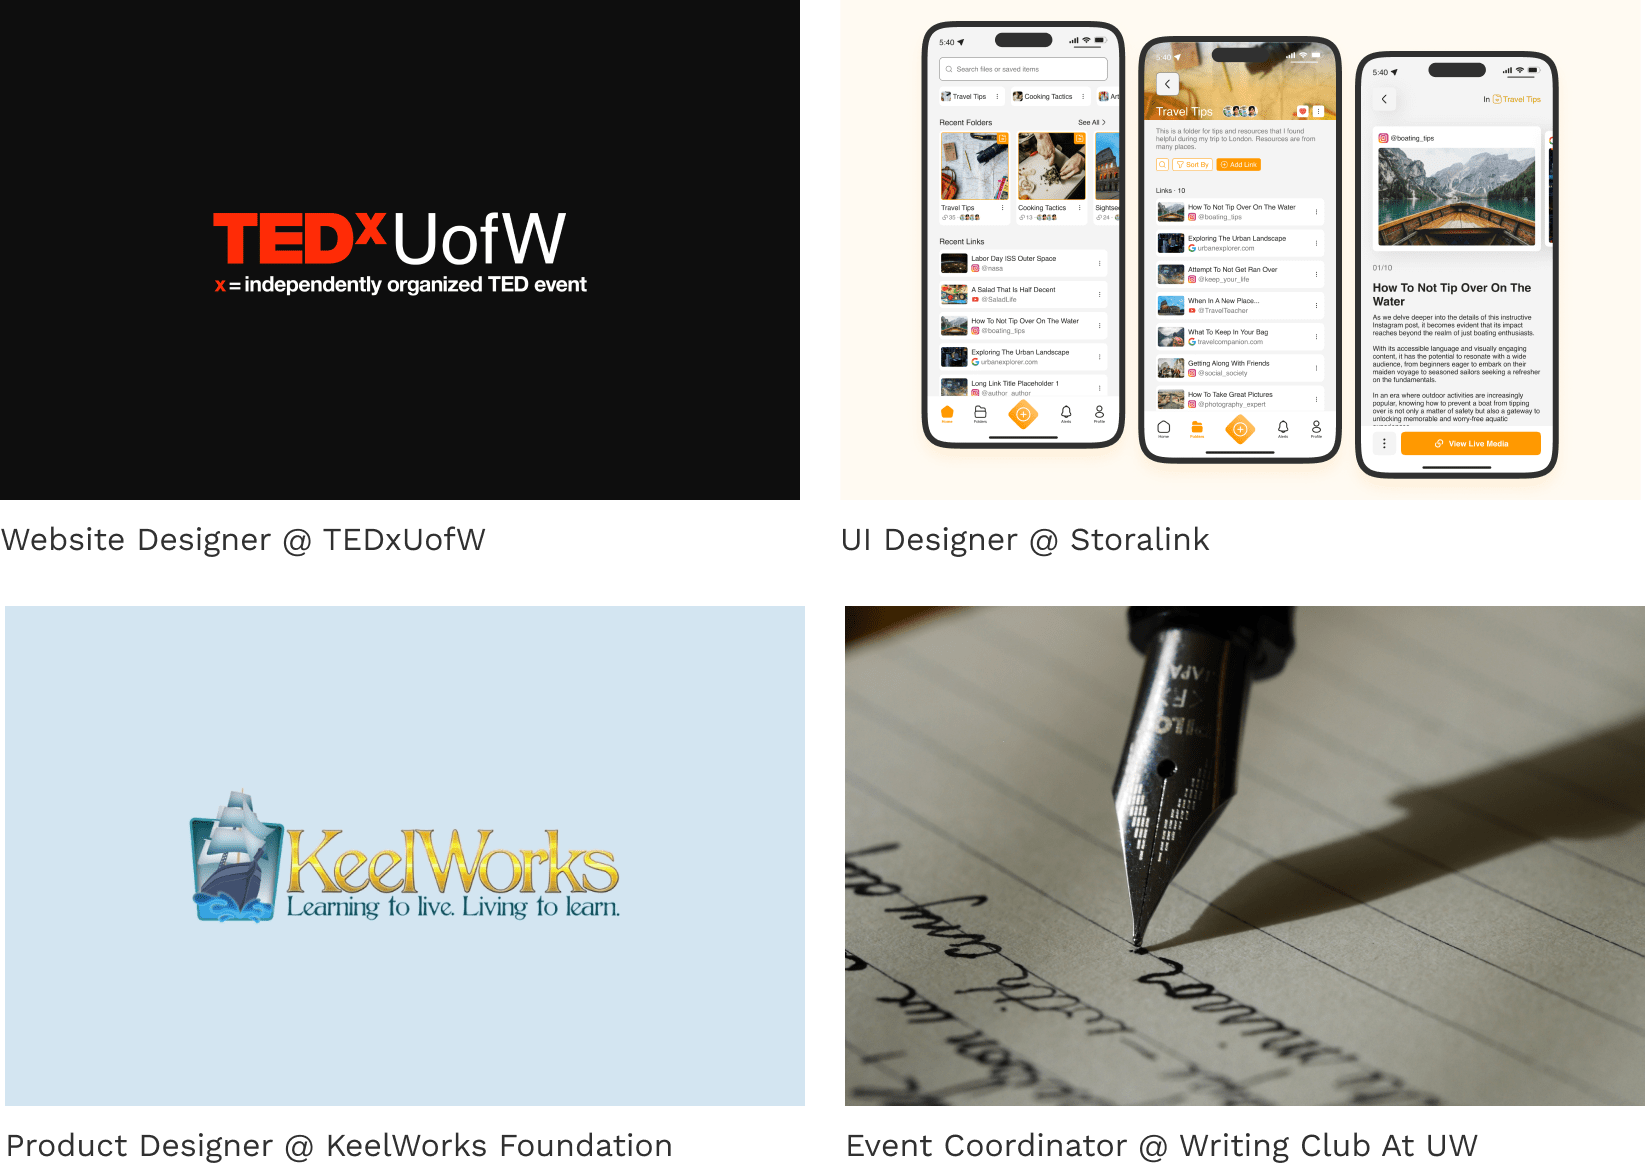 TEDxUofW
x = independently organized TED event
5:40
Search files or saved items
Travel Tips
Cooking Tactics
Art
Recent Folders
See All
Travel Tips
35
Cooking Tactics
13
Sightsee
24
Recent Links
Labor Day ISS Outer Space
@nasa
A Salad That Is Half Decent
@SaladLife
How To Not Tip Over On The Water
@boating_tips
Exploring The Urban Landscape
urbanexplorer.com
Long Link Title Placeholder 1
@author_author
Home
Folders
Alerts
Profile
5:40
Travel Tips
This is a folder for tips and resources that I found
helpful during my trip to London. Resources are from
many places.
Sort By
Add Link
Links · 10
How To Not Tip Over On The Water
@boating_tips
Exploring The Urban Landscape
urbanexplorer.com
Attempt To Not Get Ran Over
@keep_your_life
When In A New Place...
@TravelTeacher
What To Keep In Your Bag
travelcompanion.com
Getting Along With Friends
@social_society
How To Take Great Pictures
@photography_expert
Home
Folders
Alerts
Profile
5:40
In Travel Tips
@boating_tips
01/10
How To Not Tip Over On The
Water
As we delve deeper into the details of this instructive
Instagram post, it becomes evident that its impact
reaches beyond the realm of just boating enthusiasts.
With its accessible language and visually engaging
content, it has the potential to resonate with a wide
audience, from beginners eager to embark on their
maiden voyage to seasoned sailors seeking a refresher
on the fundamentals.
In an era where outdoor activities are increasingly
popular, knowing how to prevent a boat from tipping
over is not only a matter of safety but also a gateway to
unlocking memorable and worry-free aquatic
View Live Media
Website Designer @ TEDxUofW
UI Designer @ Storalink
KeelWorks
Learning to live. Living to learn.
JAPAN
Product Designer @ KeelWorks Foundation
Event Coordinator @ Writing Club At UW